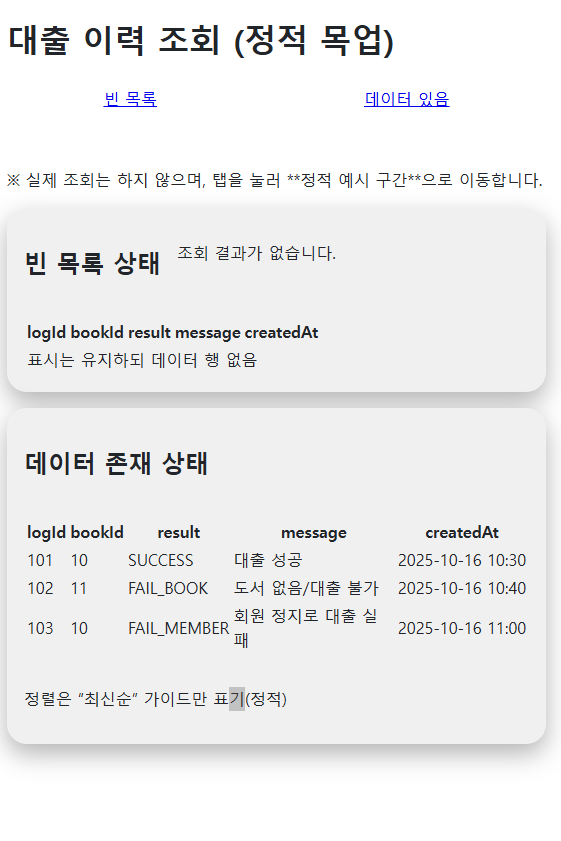 대출 이력 조회 (정적 목업)
빈 목록 데이터 있음
※ 실제 조회는 하지 않으며, 탭을 눌러 **정적 예시 구간**으로 이동합니다.
빈 목록 상태 조회 결과가 없습니다.
logId bookId result message createdAt
표시는 유지하되 데이터 행 없음
데이터 존재 상태
logId bookId result message createdAt
101 10 SUCCESS 대출 성공 2025-10-16 10:30
102 11 FAIL_BOOK 도서 없음/대출 불가 2025-10-16 10:40
103 10 FAIL_MEMBER 회원 정지로 대출 실 2025-10-16 11:00
패
정렬은 “최신순” 가이드만 표기(정적)